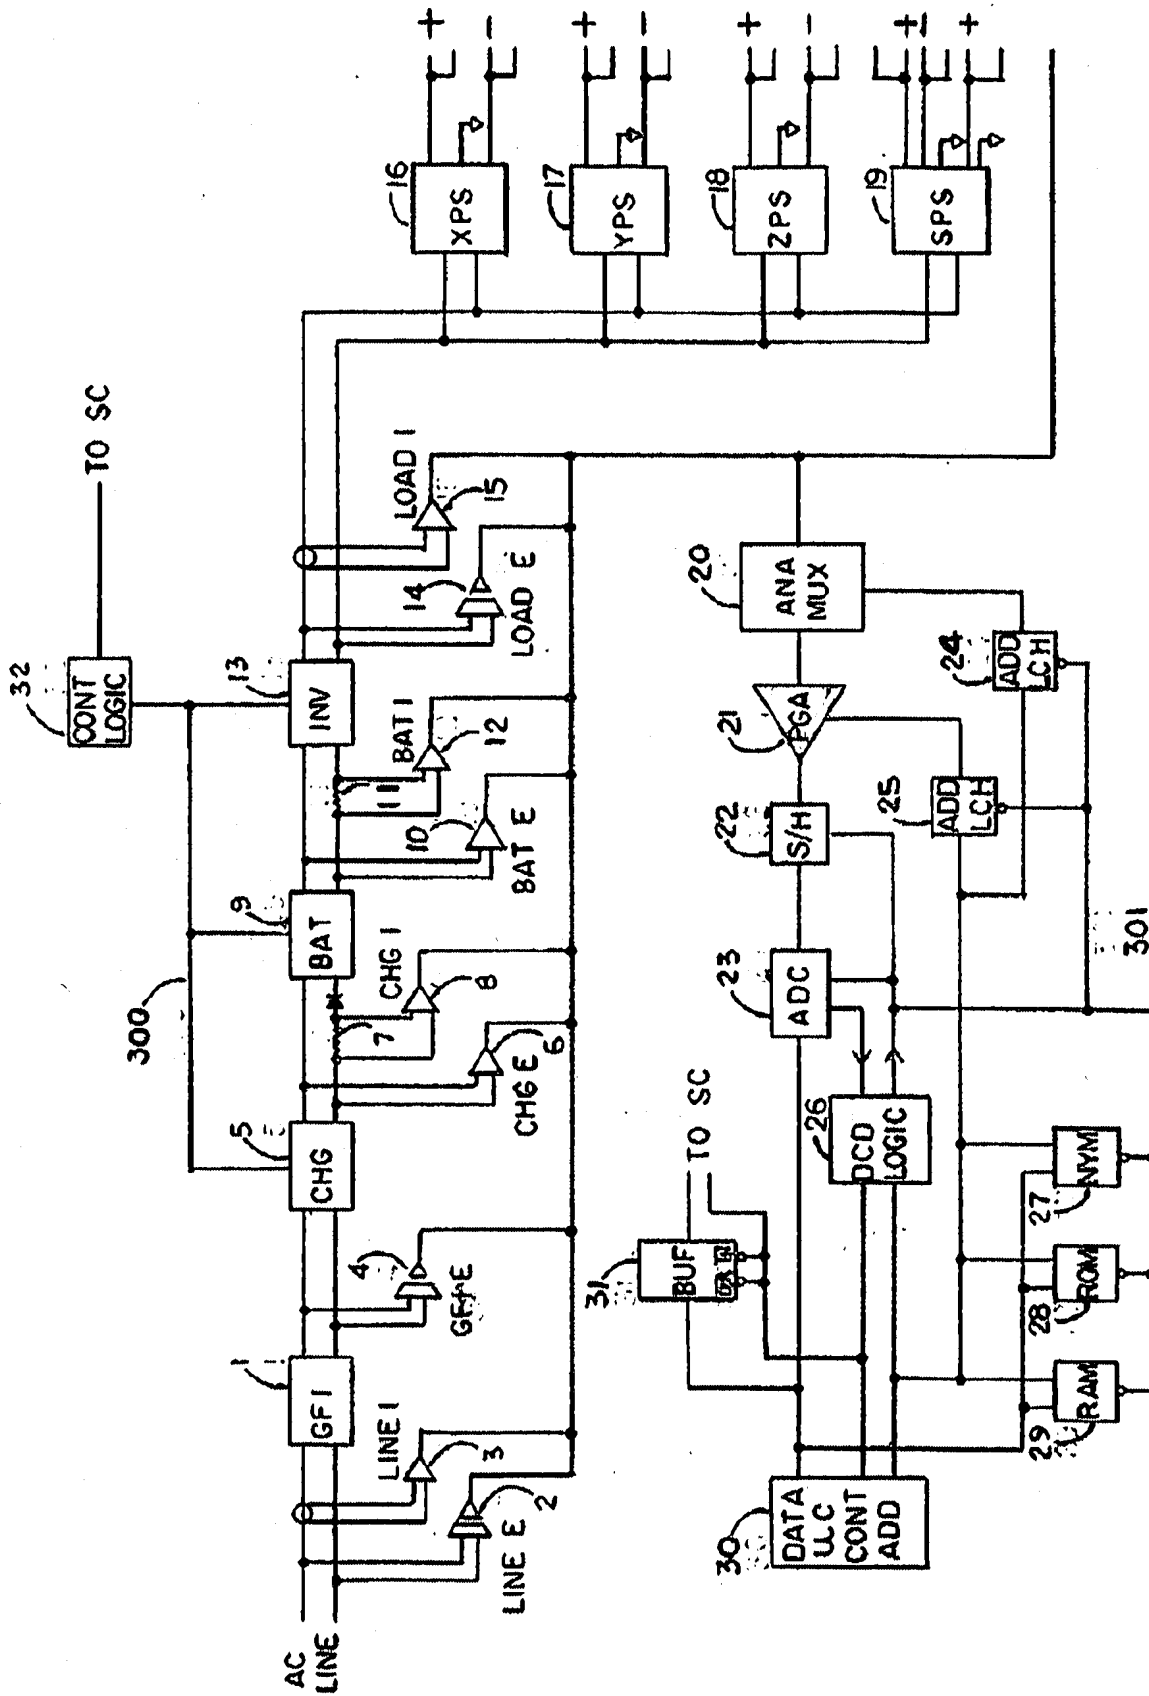 AC
LINE
LINE E
2
LINE I
3
GFI
1
GFI E
4
CHG
5
CHG E
6
CHG I
7
8
300
BAT
9
BAT E
10
BAT I
11
12
INV
13
CONT
LOGIC
32
TO SC
LOAD E
14
LOAD I
15
XPS
16
+
-
YPS
17
+
-
ZPS
18
+
-
SPS
19
+
-
+
ANA
MUX
20
PGA
21
S/H
22
ADC
23
ADD
LCH
24
ADD
LCH
25
DCD
LOGIC
26
NYM
27
ROM
28
RAM
29
DATA
UC
CONT
ADD
30
BUF
31
TO SC
301